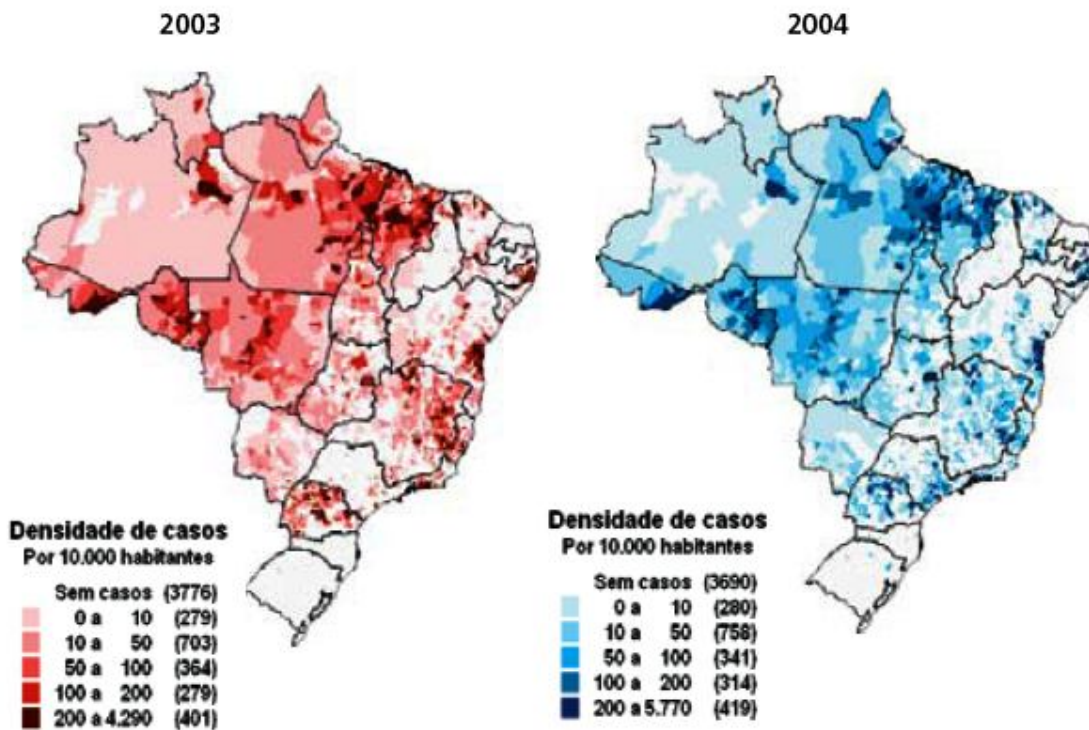 2003
2004
Densidade de casos
Por 10.000 habitantes
Sem casos (3776)
0 a 10 (279)
10 a 50 (703)
50 a 100 (364)
100 a 200 (279)
200 a 4.290 (401)
Densidade de casos
Por 10.000 habitantes
Sem casos (3690)
0 a 10 (280)
10 a 50 (758)
50 a 100 (341)
100 a 200 (314)
200 a 5.770 (419)